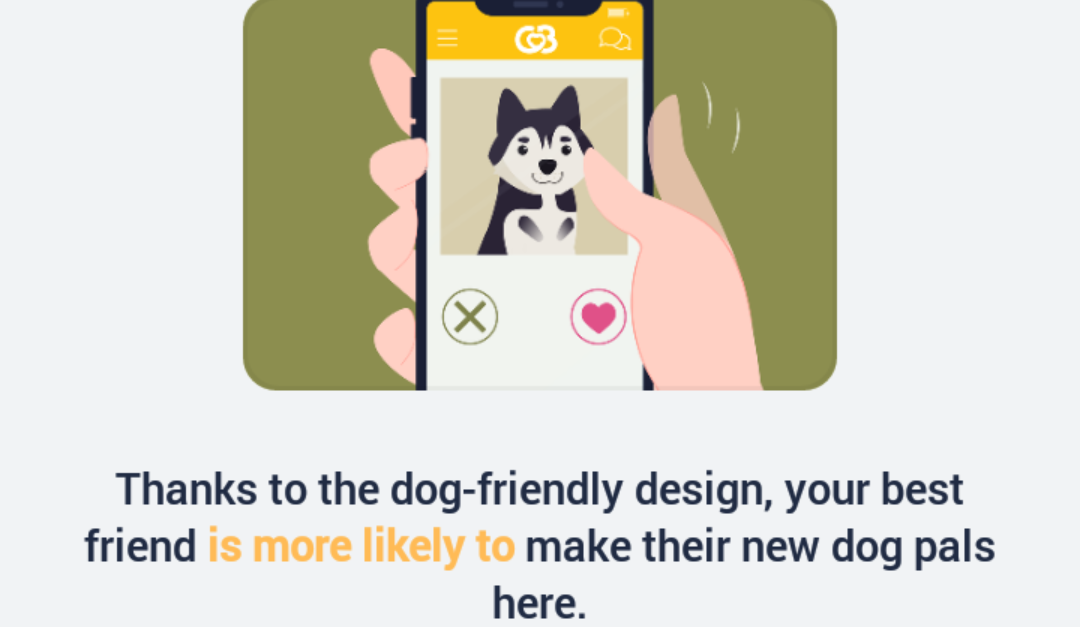 Thanks to the dog-friendly design, your best
friend is more likely to make their new dog pals
here.